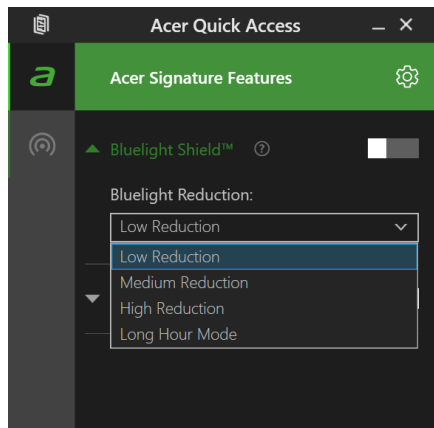 Acer Quick Access
a
Acer Signature Features
Bluelight Shield™ ?
Bluelight Reduction:
Low Reduction
Low Reduction
Medium Reduction
High Reduction
Long Hour Mode